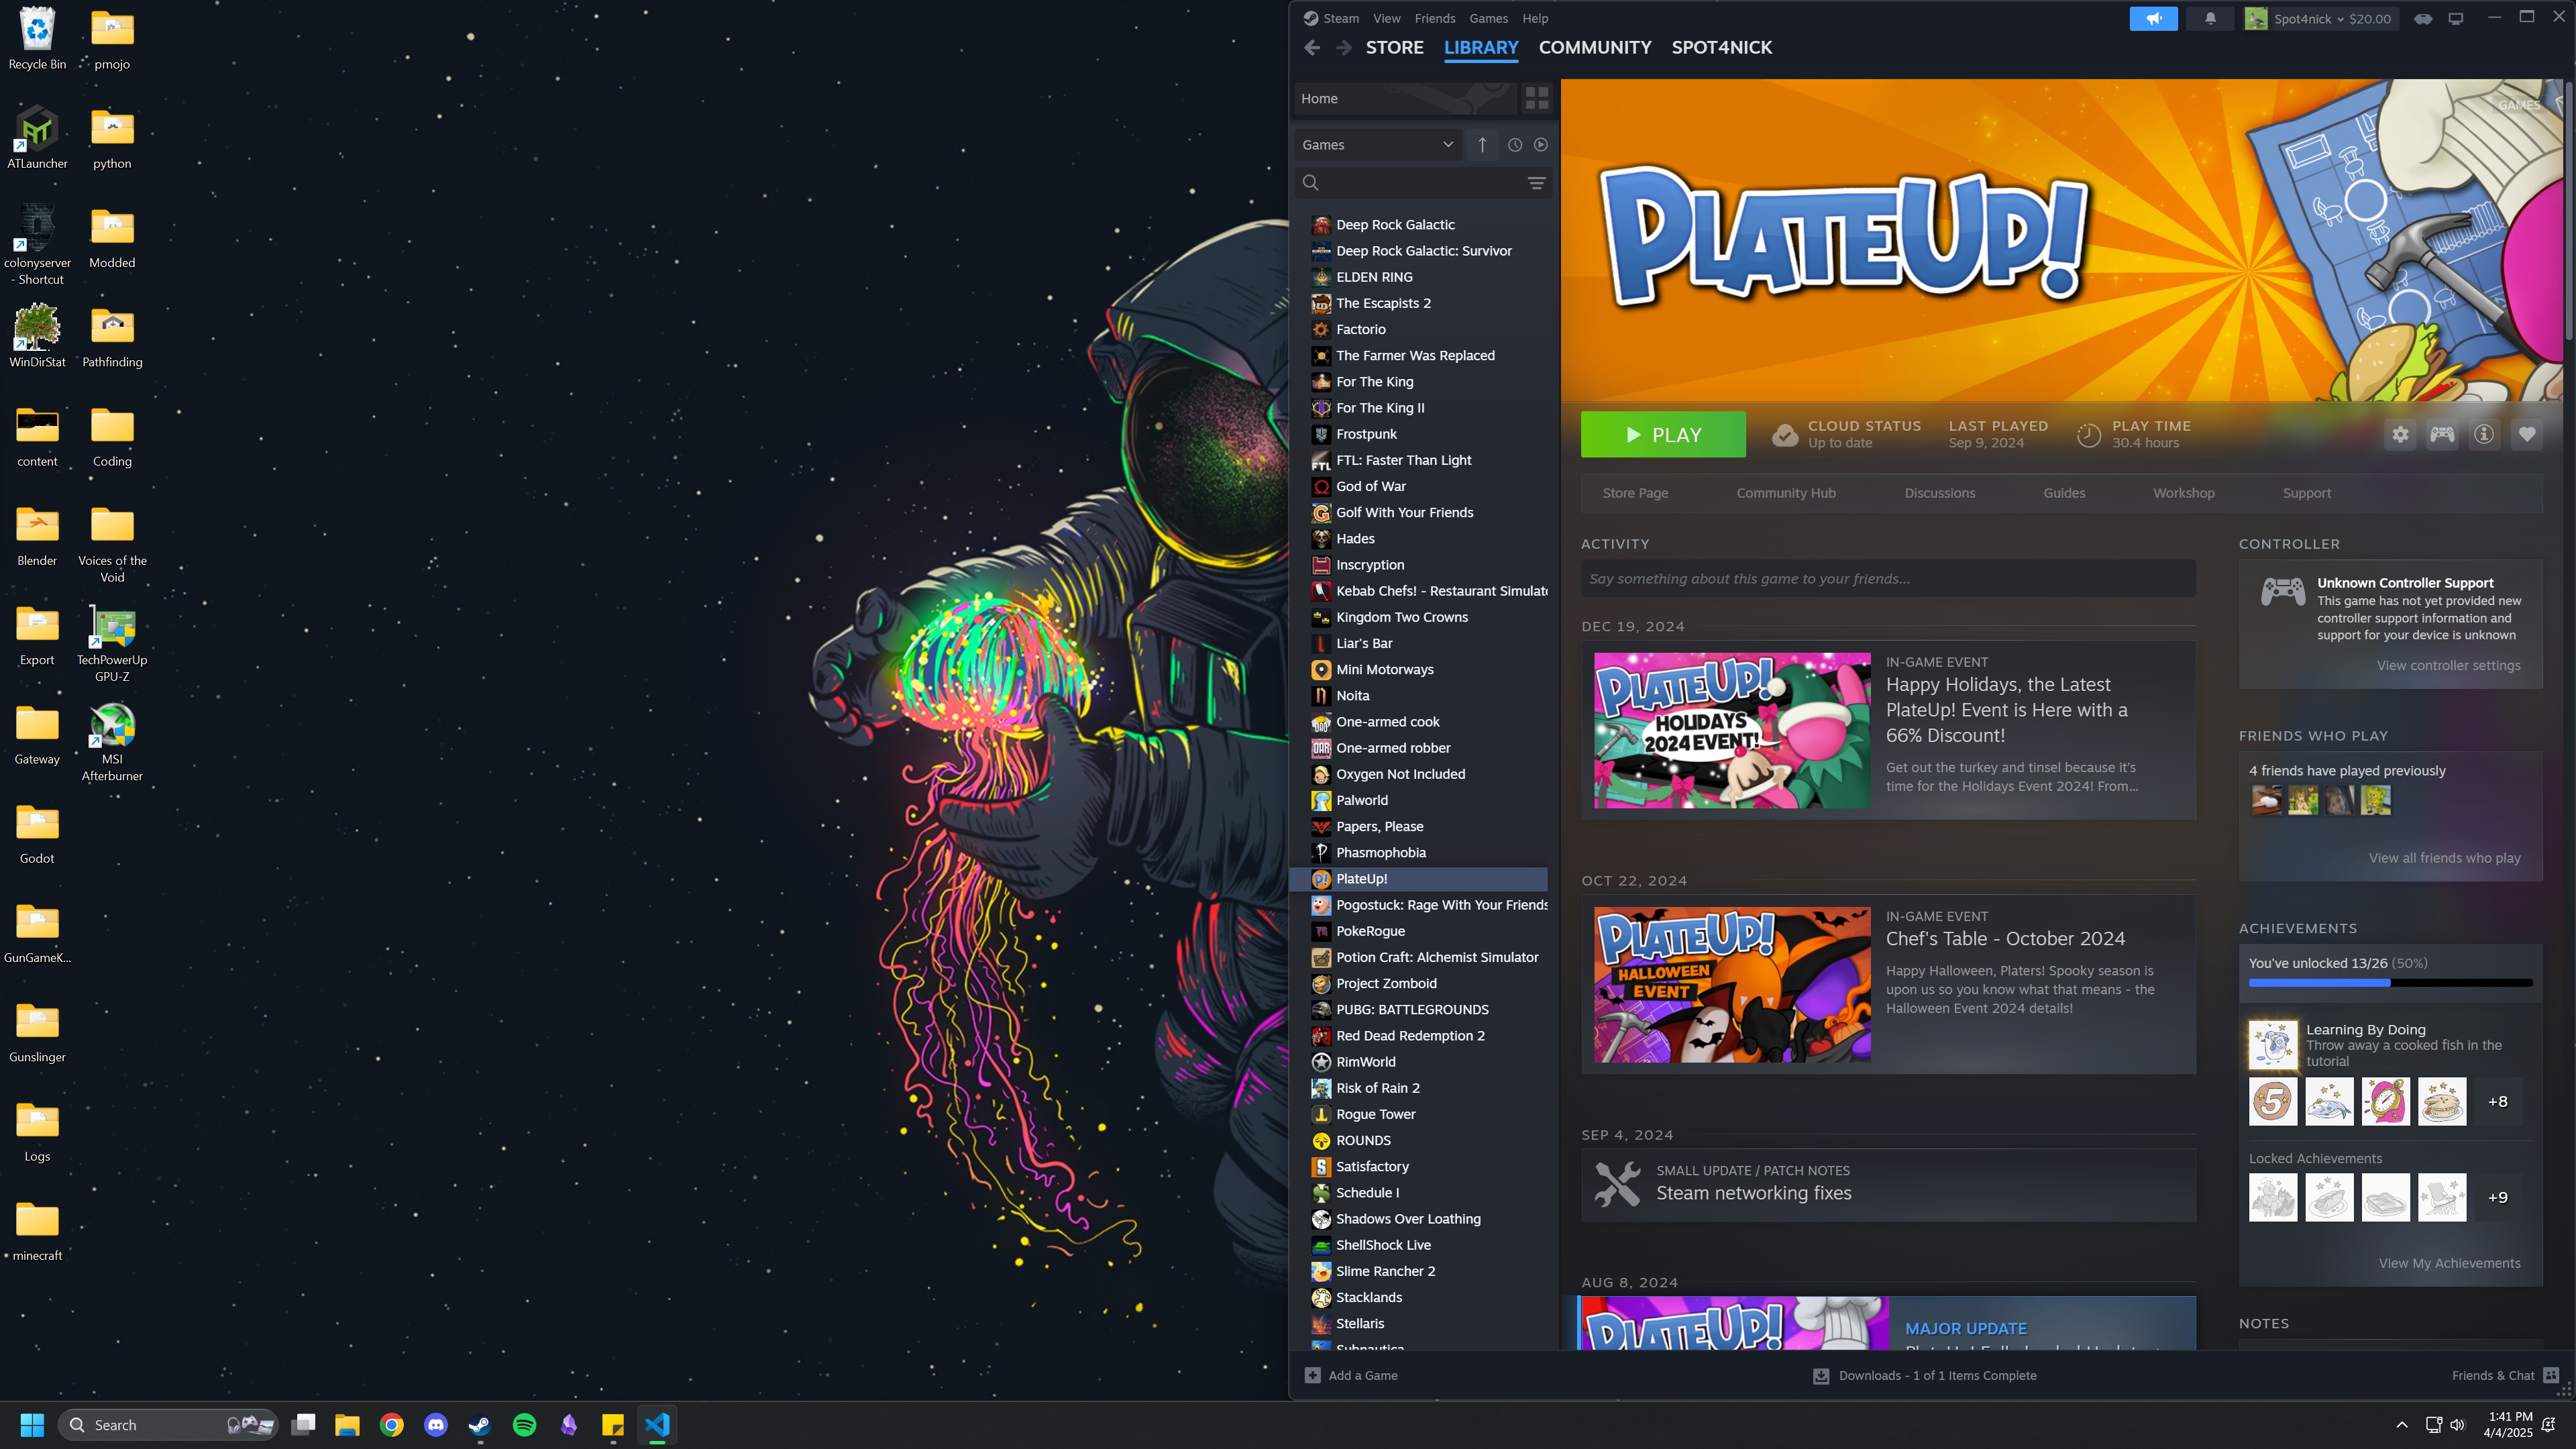 Recycle Bin
pmojo
ATLauncher
python
colonyserver
- Shortcut
Modded
WinDirStat
Pathfinding
content
Coding
Blender
Voices of the
Void
Export
TechPowerUp
GPU-Z
Gateway
MSI
Afterburner
Godot
GunGameK...
Gunslinger
Logs
minecraft
Steam View Friends Games Help
Spot4nick $20.00
STORE LIBRARY COMMUNITY SPOT4NICK
Home
Games
Deep Rock Galactic
Deep Rock Galactic: Survivor
ELDEN RING
The Escapists 2
Factorio
The Farmer Was Replaced
For The King
For The King II
Frostpunk
FTL: Faster Than Light
God of War
Golf With Your Friends
Hades
Inscryption
Kebab Chefs! - Restaurant Simulat
Kingdom Two Crowns
Liar's Bar
Mini Motorways
Noita
One-armed cook
One-armed robber
Oxygen Not Included
Palworld
Papers, Please
Phasmophobia
PlateUp!
Pogostuck: Rage With Your Friends
PokeRogue
Potion Craft: Alchemist Simulator
Project Zomboid
PUBG: BATTLEGROUNDS
Red Dead Redemption 2
RimWorld
Risk of Rain 2
Rogue Tower
ROUNDS
Satisfactory
Schedule I
Shadows Over Loathing
ShellShock Live
Slime Rancher 2
Stacklands
Stellaris
Subnautica
GAMES
PLATEUP!
PLAY
CLOUD STATUS
Up to date
LAST PLAYED
Sep 9, 2024
PLAY TIME
30.4 hours
Store Page Community Hub Discussions Guides Workshop Support
ACTIVITY
Say something about this game to your friends...
DEC 19, 2024
PLATEUP!
HOLIDAYS
2024 EVENT!
IN-GAME EVENT
Happy Holidays, the Latest
PlateUp! Event is Here with a
66% Discount!
Get out the turkey and tinsel because it's
time for the Holidays Event 2024! From...
OCT 22, 2024
PLATEUP!
HALLOWEEN
EVENT
IN-GAME EVENT
Chef's Table - October 2024
Happy Halloween, Platers! Spooky season is
upon us so you know what that means - the
Halloween Event 2024 details!
SEP 4, 2024
SMALL UPDATE / PATCH NOTES
Steam networking fixes
AUG 8, 2024
PLATEUP!
MAJOR UPDATE
CONTROLLER
Unknown Controller Support
This game has not yet provided new
controller support information and
support for your device is unknown
View controller settings
FRIENDS WHO PLAY
4 friends have played previously
View all friends who play
ACHIEVEMENTS
You've unlocked 13/26 (50%)
Learning By Doing
Throw away a cooked fish in the
tutorial
5
+8
Locked Achievements
+9
View My Achievements
NOTES
Add a Game
Downloads - 1 of 1 Items Complete
Friends & Chat
Search
1:41 PM
4/4/2025